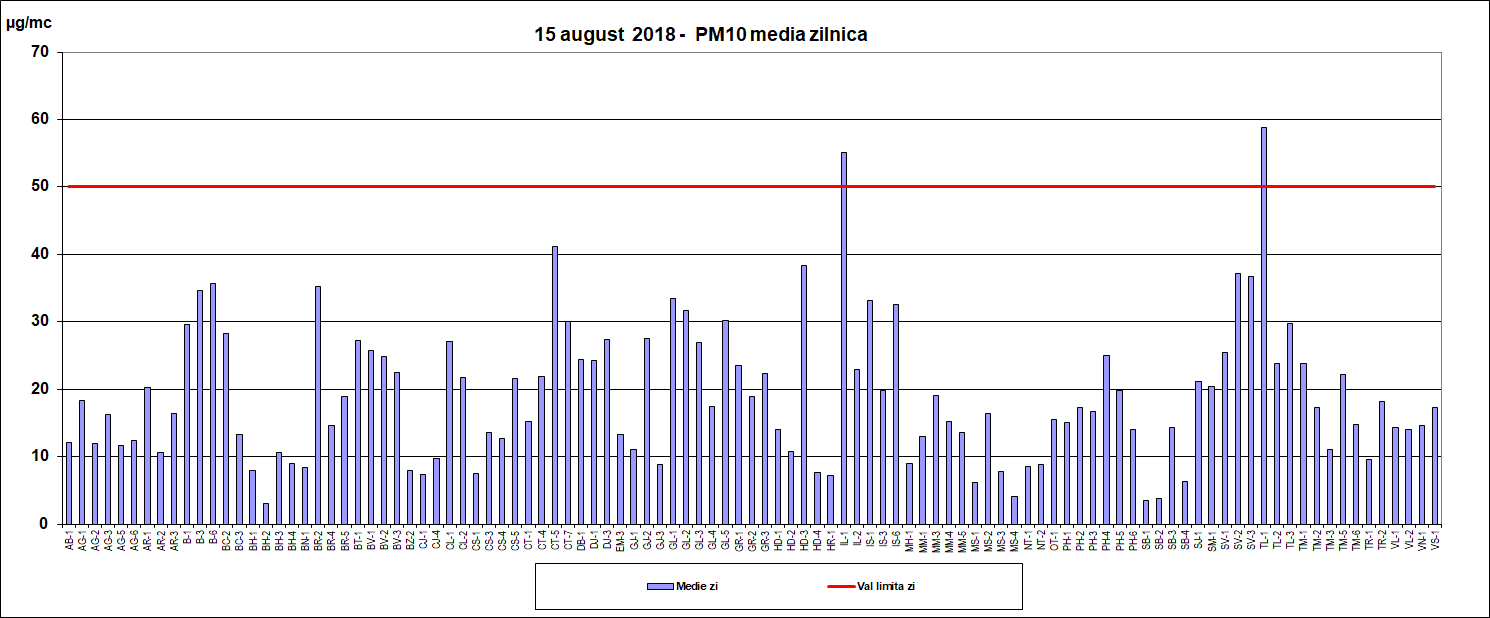 µg/mc
15 august 2018 - PM10 media zilnica
70
60
50
40
30
20
10
0
AB-1 AG-1 AG-2 AG-3 AG-5 AG-6 AR-1 AR-2 AR-3 B-1 B-3 B-6 BC-2 BC-3 BH-1 BH-2 BH-3 BH-4 BN-1 BR-2 BR-4 BR-5 BT-1 BV-1 BV-2 BV-3 BZ-2 CJ-1 CJ-4 CL-1 CL-2 CS-1 CS-3 CS-4 CS-5 CT-1 CT-4 CT-5 CT-7 DB-1 DJ-1 DJ-3 EM-3 GJ-1 GJ-2 GJ-3 GL-1 GL-2 GL-3 GL-4 GL-5 GR-1 GR-2 GR-3 HD-1 HD-2 HD-3 HD-4 HR-1 IL-1 IL-2 IS-1 IS-3 IS-6 MH-1 MM-1 MM-3 MM-4 MM-5 MS-1 MS-2 MS-3 MS-4 NT-1 NT-2 OT-1 PH-1 PH-2 PH-3 PH-4 PH-5 PH-6 SB-1 SB-2 SB-3 SB-4 SJ-1 SM-1 SV-1 SV-2 SV-3 TL-1 TL-2 TL-3 TM-1 TM-2 TM-3 TM-5 TM-6 TR-1 TR-2 VL-1 VL-2 VN-1 VS-1
Medie zi Val limita zi